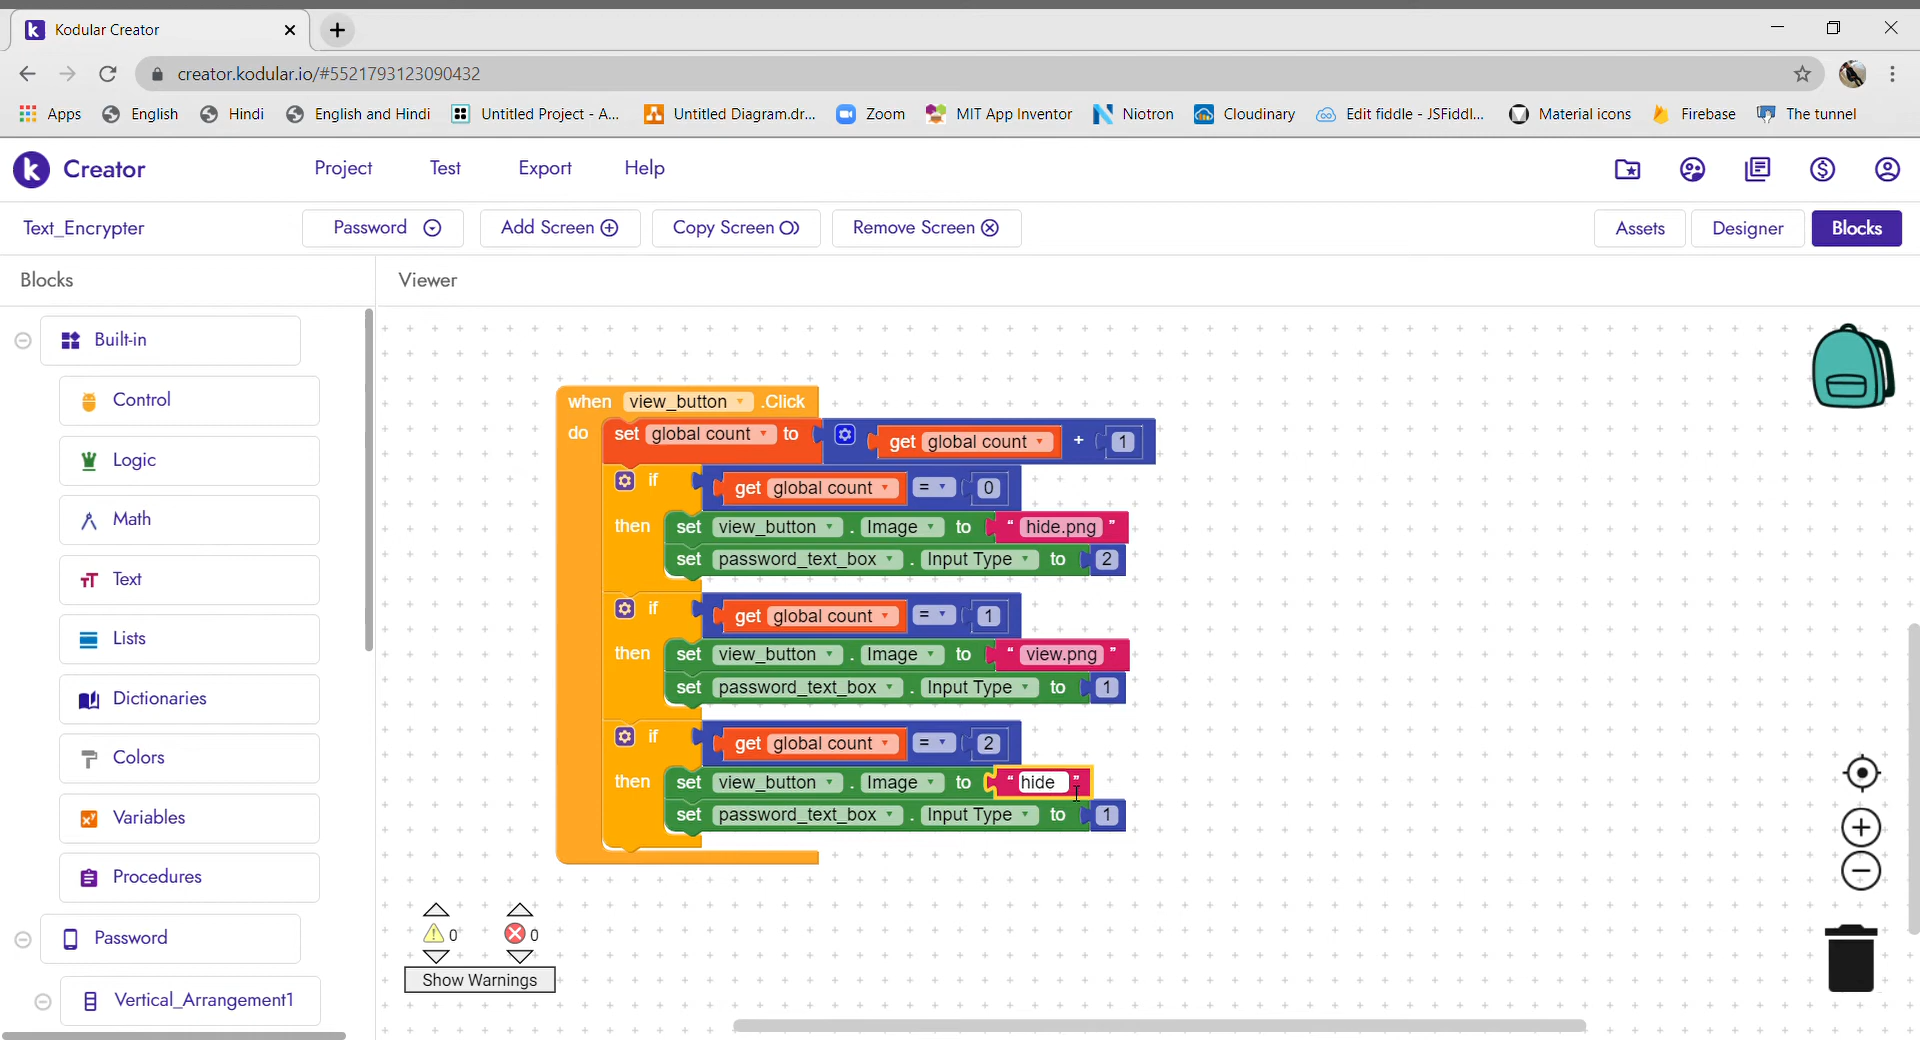 Kodular Creator
creator.kodular.io/#5521793123090432
Apps English Hindi English and Hindi Untitled Project - A... Untitled Diagram.dr... Zoom MIT App Inventor Niotron Cloudinary Edit fiddle - JSFiddl... Material icons Firebase The tunnel
k Creator Project Test Export Help
Text_Encrypter Password Add Screen Copy Screen Remove Screen Assets Designer Blocks
Blocks Viewer
Built-in
Control
Logic
Math
Text
Lists
Dictionaries
Colors
Variables
Procedures
Password
Vertical_Arrangement1
when view_button .Click
do set global count to get global count + 1
if get global count = 0
then set view_button . Image to “ hide.png ”
set password_text_box . Input Type to 2
if get global count = 1
then set view_button . Image to “ view.png ”
set password_text_box . Input Type to 1
if get global count = 2
then set view_button . Image to “ hide ”
set password_text_box . Input Type to 1
0 0
Show Warnings